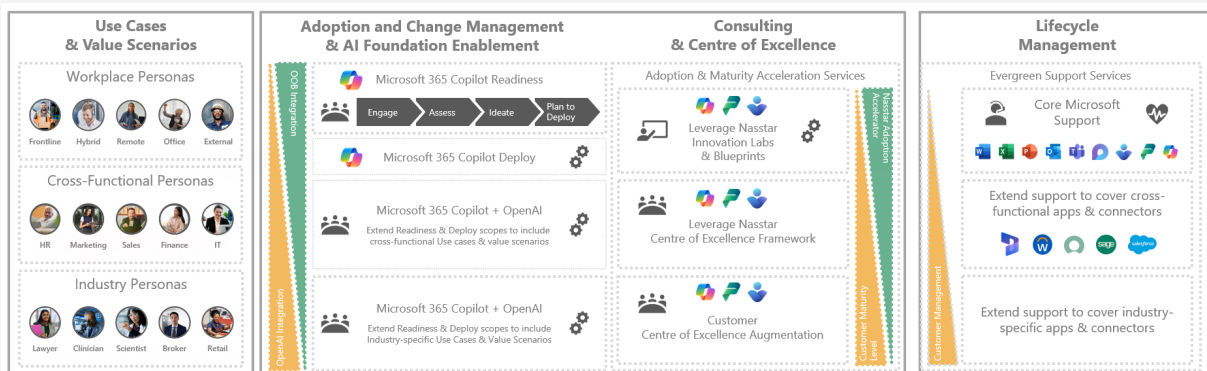 Use Cases
& Value Scenarios
Workplace Personas
Frontline
Hybrid
Remote
Office
External
Cross-Functional Personas
HR
Marketing
Sales
Finance
IT
Industry Personas
Lawyer
Clinician
Scientist
Broker
Retail
Adoption and Change Management
& AI Foundation Enablement
OOB Integration
OpenAI Integration
Microsoft 365 Copilot Readiness
Engage
Assess
Ideate
Plan to
Deploy
Microsoft 365 Copilot Deploy
Microsoft 365 Copilot + OpenAI
Extend Readiness & Deploy scopes to include
cross-functional Use cases & value scenarios
Microsoft 365 Copilot + OpenAI
Extend Readiness & Deploy scopes to include
Industry-specific Use Cases & Value Scenarios
Consulting
& Centre of Excellence
Adoption & Maturity Acceleration Services
Leverage Nasstar
Innovation Labs
& Blueprints
Leverage Nasstar
Centre of Excellence Framework
Customer
Centre of Excellence Augmentation
Customer Maturity
Level
Nasstar Adoption
Accelerator
Lifecycle
Management
Evergreen Support Services
Customer Management
Core Microsoft
Support
Extend support to cover cross-
functional apps & connectors
sage
salesforce
Extend support to cover industry-
specific apps & connectors